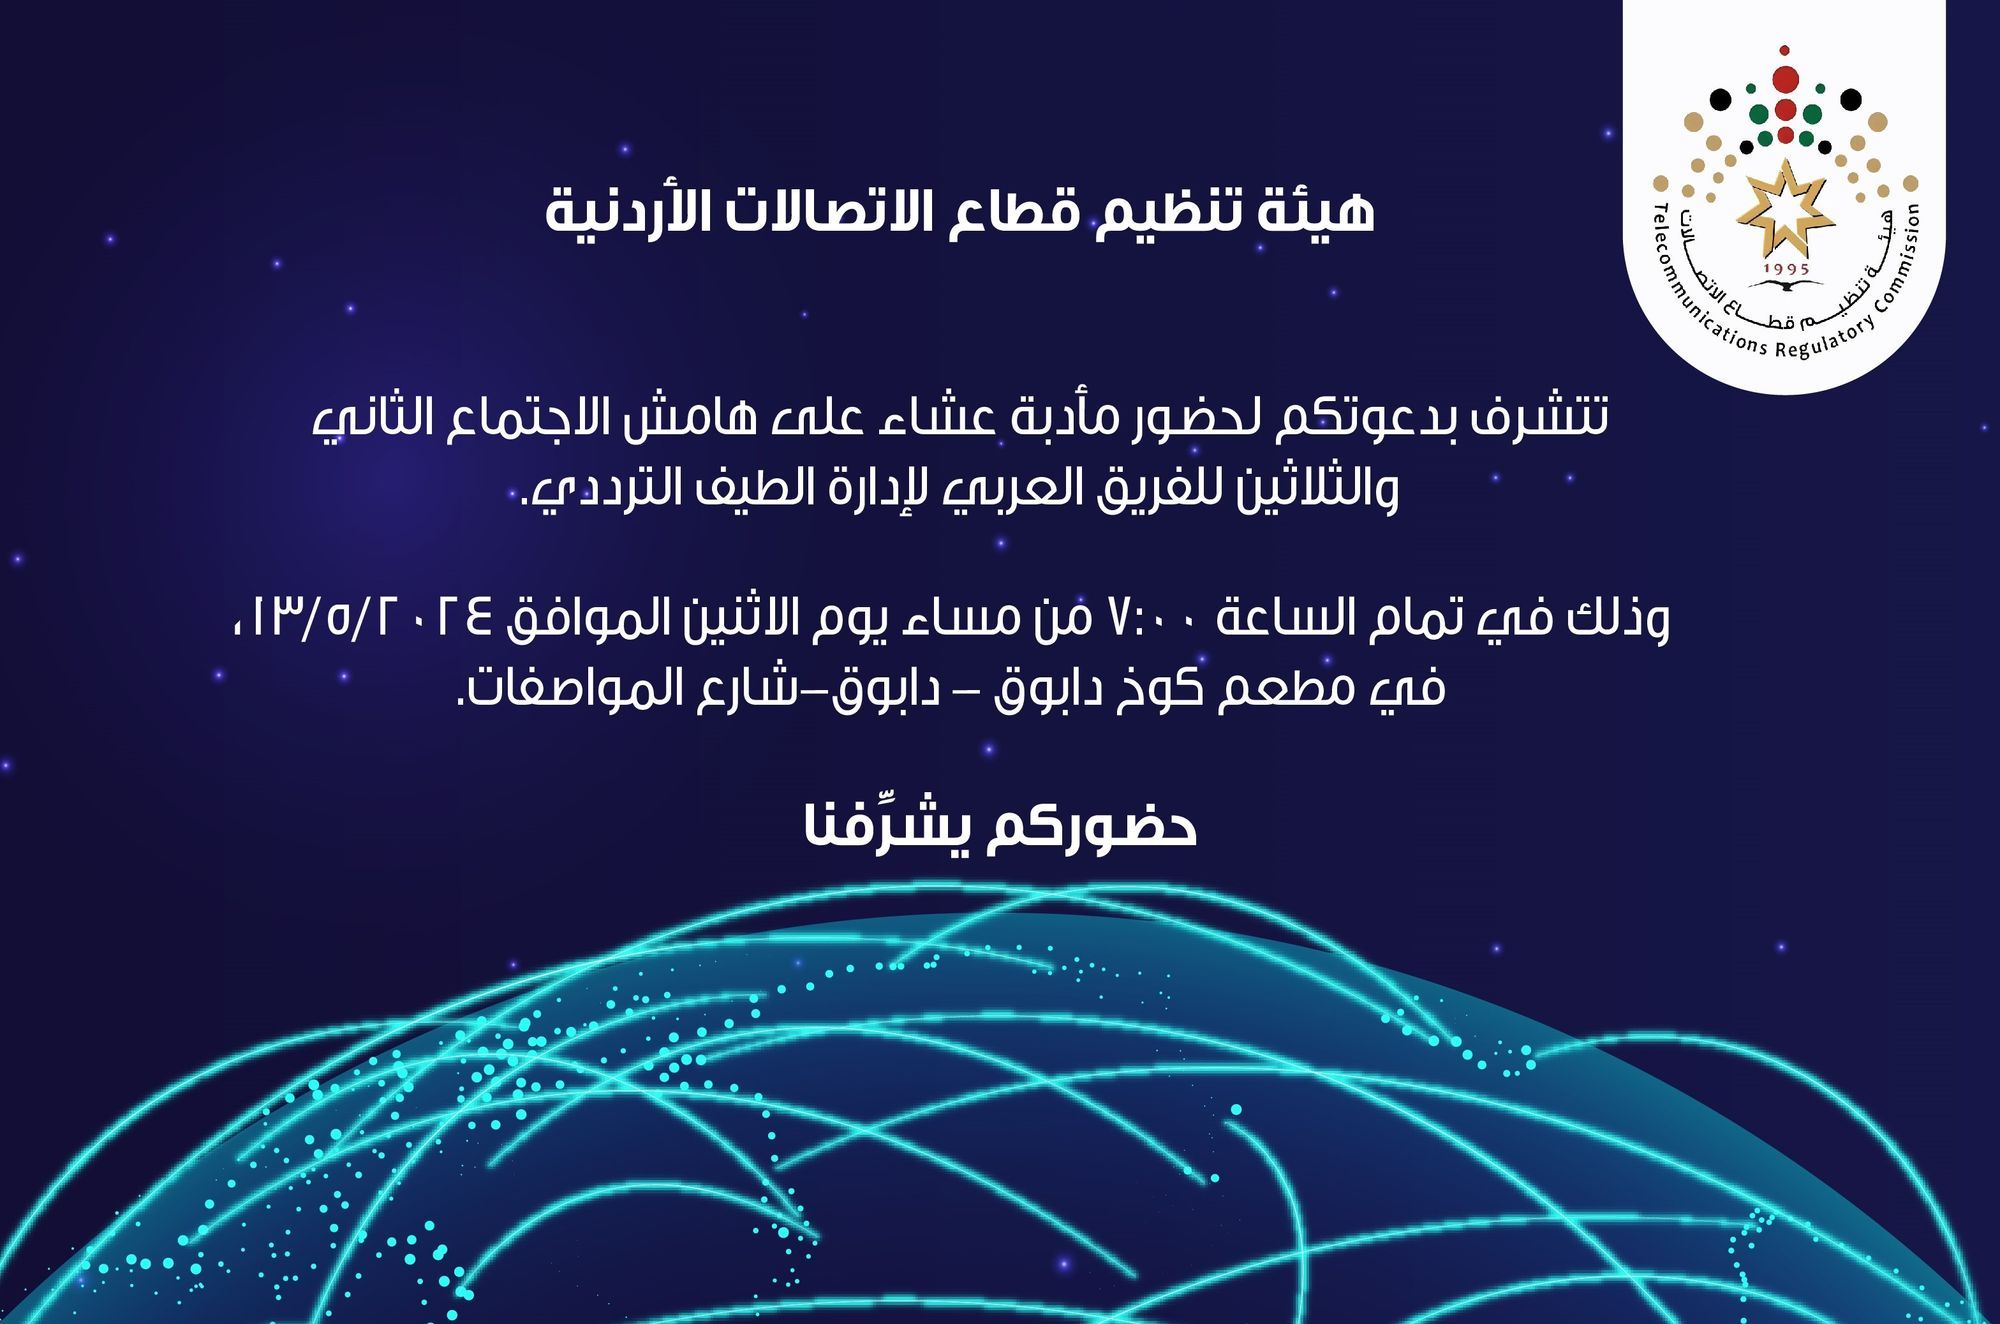 هيئة تنظيم قطاع الاتصالات الأردنية
1995
هيئة تنظيم قطاع الاتصالات
Telecommunications Regulatory Commission
تتشرف بدعوتكم لحضور مأدبة عشاء على هامش الاجتماع الثاني
والثلاثين للفريق العربي لإدارة الطيف الترددي.
وذلك في تمام الساعة ٧:٠٠ من مساء يوم الاثنين الموافق ١٣/٥/٢٠٢٤،
في مطعم كوخ دابوق – دابوق–شارع المواصفات.
حضوركم يشرِّفنا